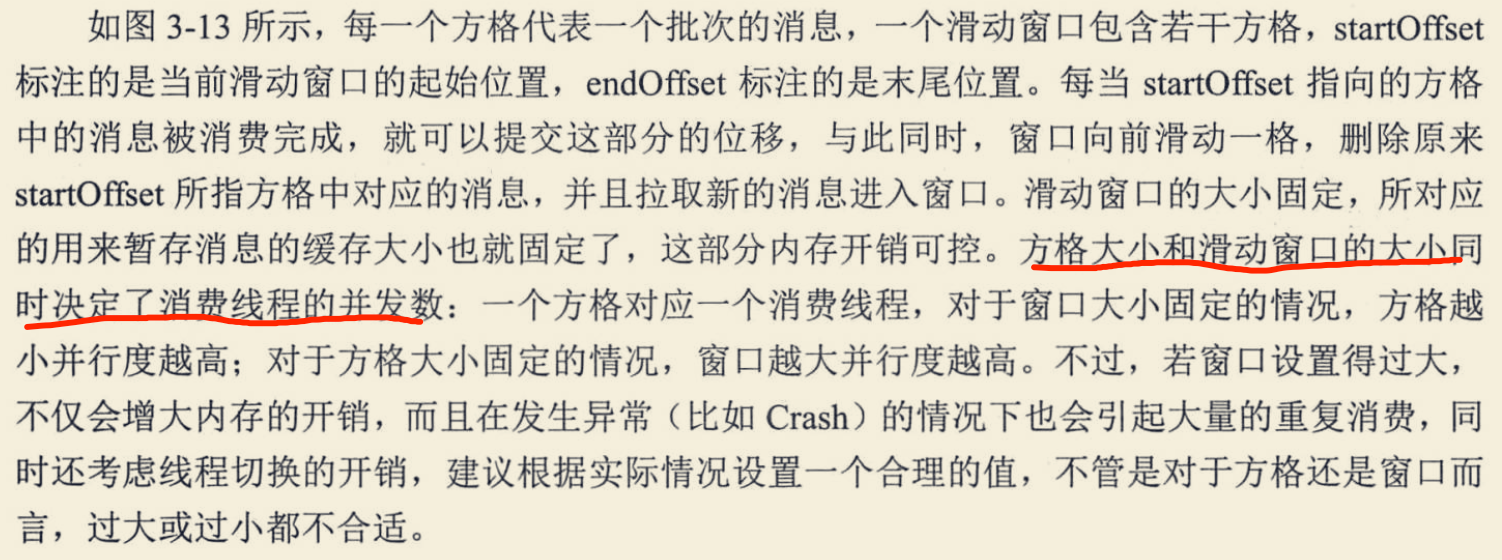 如图 3-13 所示，每一个方格代表一个批次的消息，一个滑动窗口包含若干方格，startOffset
标注的是当前滑动窗口的起始位置，endOffset 标注的是末尾位置。每当 startOffset 指向的方格
中的消息被消费完成，就可以提交这部分的位移，与此同时，窗口向前滑动一格，删除原来
startOffset 所指方格中对应的消息，并且拉取新的消息进入窗口。滑动窗口的大小固定，所对应
的用来暂存消息的缓存大小也就固定了，这部分内存开销可控。方格大小和滑动窗口的大小同
时决定了消费线程的并发数：一个方格对应一个消费线程，对于窗口大小固定的情况，方格越
小并行度越高；对于方格大小固定的情况，窗口越大并行度越高。不过，若窗口设置得过大，
不仅会增大内存的开销，而且在发生异常（比如 Crash）的情况下也会引起大量的重复消费，同
时还考虑线程切换的开销，建议根据实际情况设置一个合理的值，不管是对于方格还是窗口而
言，过大或过小都不合适。